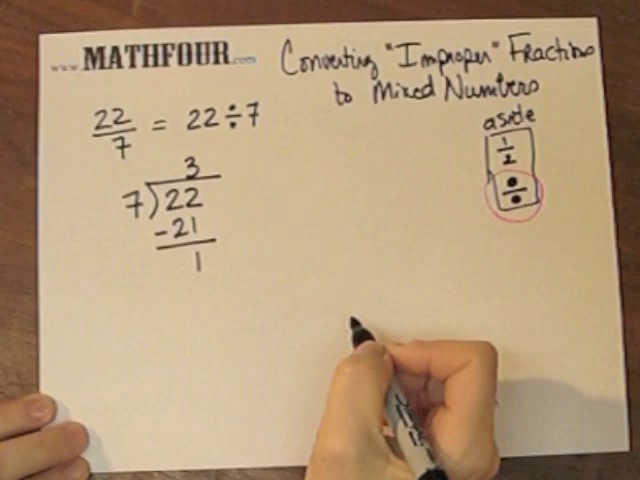 www.MATHFOUR.com
Converting "Improper" Fractions
to Mixed Numbers
22/7 = 22 ÷ 7
aside
1/2
÷
3
7)22
-21
1